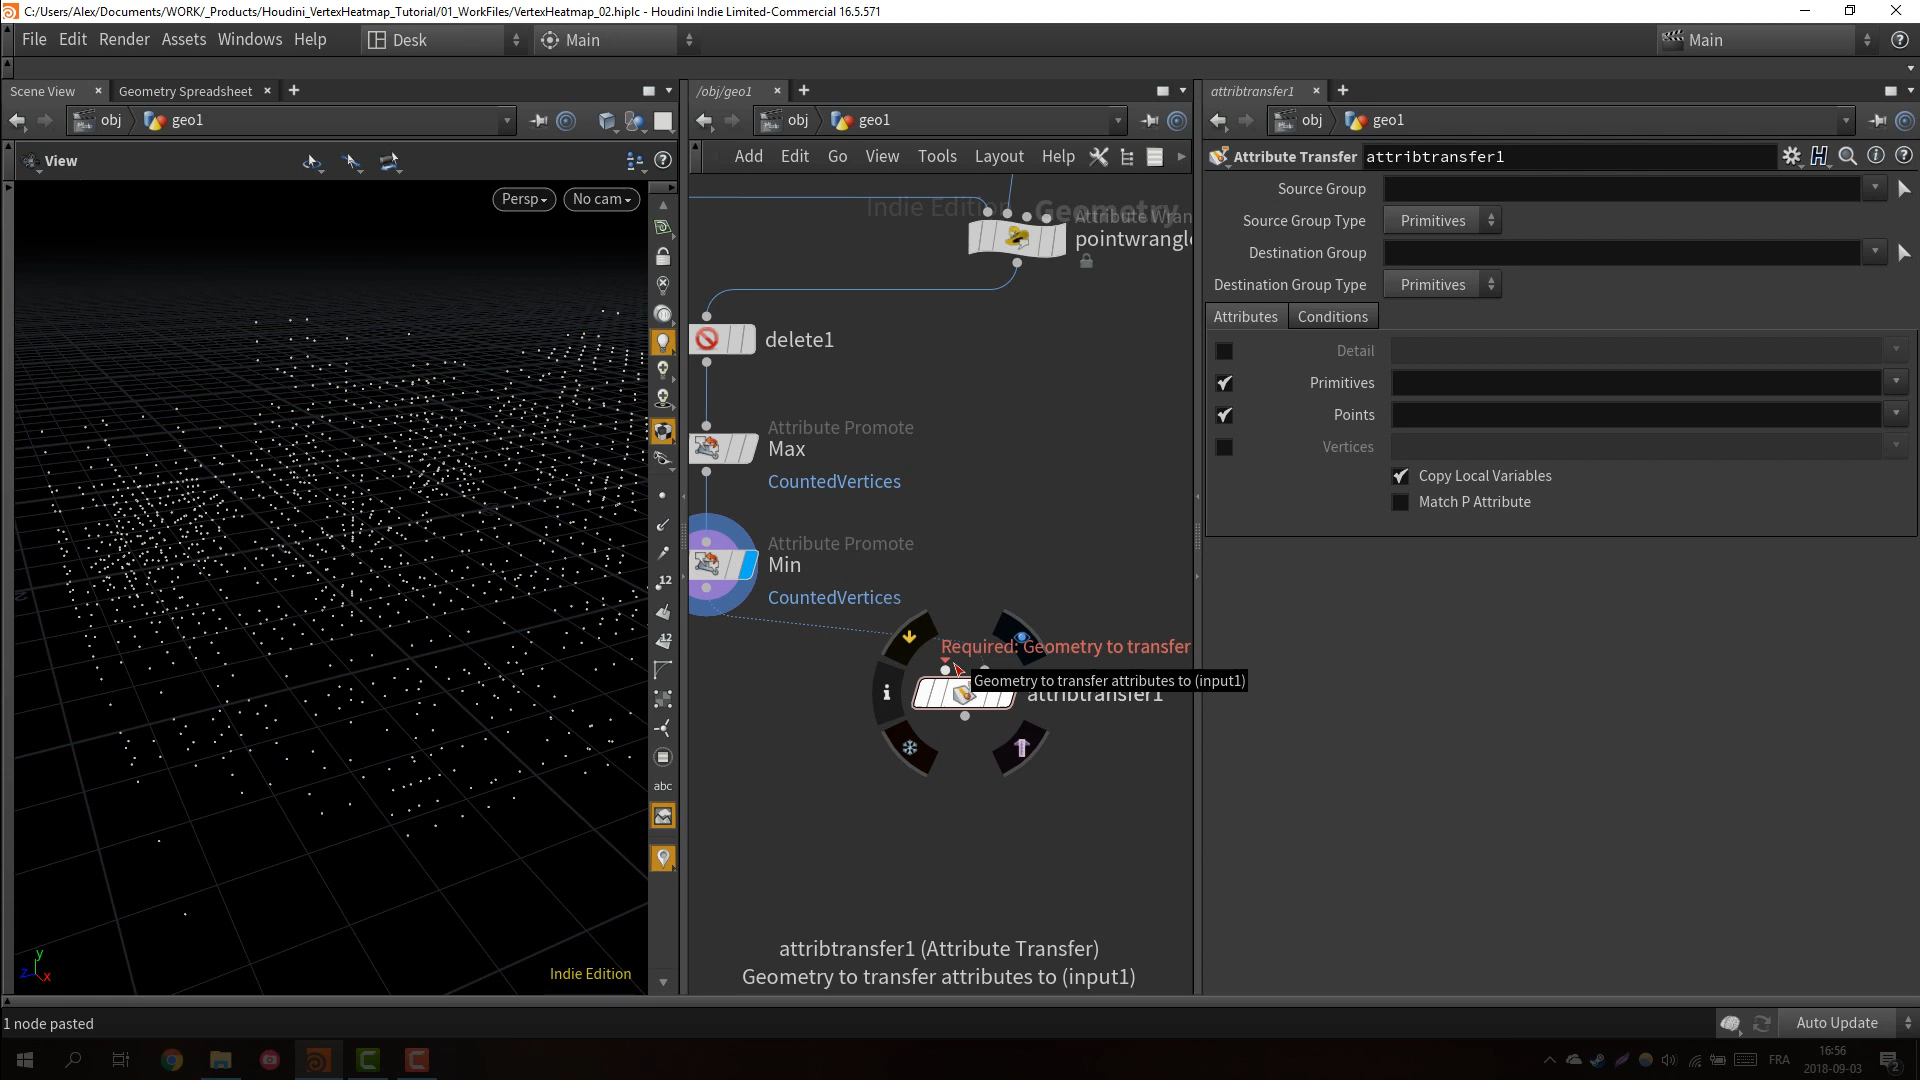 C:/Users/Alex/Documents/WORK/_Products/Houdini_VertexHeatmap_Tutorial/01_WorkFiles/VertexHeatmap_02.hiplc - Houdini Indie Limited-Commercial 16.5.571
File Edit Render Assets Windows Help Desk Main Main
Scene View Geometry Spreadsheet
obj geo1
View
Persp No cam
12
12
abc
Indie Edition
y
z x
/obj/geo1
obj geo1
Add Edit Go View Tools Layout Help
Indie Edition Geometry
Attribute Wran
pointwrangle
delete1
Attribute Promote
Max
CountedVertices
Attribute Promote
Min
CountedVertices
Required: Geometry to transfer
Geometry to transfer attributes to (input1)
attribtransfer1
attribtransfer1 (Attribute Transfer)
Geometry to transfer attributes to (input1)
attribtransfer1
obj geo1
Attribute Transfer attribtransfer1
Source Group
Source Group Type Primitives
Destination Group
Destination Group Type Primitives
Attributes Conditions
Detail
Primitives
Points
Vertices
Copy Local Variables
Match P Attribute
1 node pasted
Auto Update
FRA
16:56
2018-09-03
2